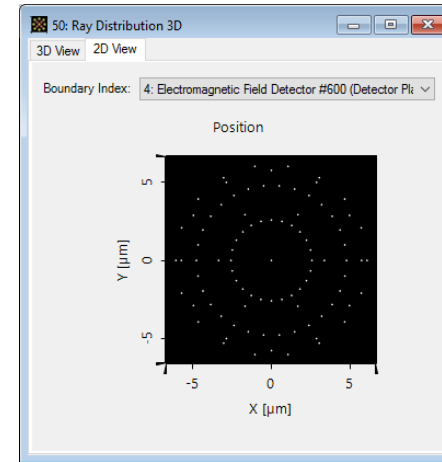 50: Ray Distribution 3D
3D View 2D View
Boundary Index: 4: Electromagnetic Field Detector #600 (Detector Pla
Position
5
0
-5
Y [µm]
-5 0 5
X [µm]